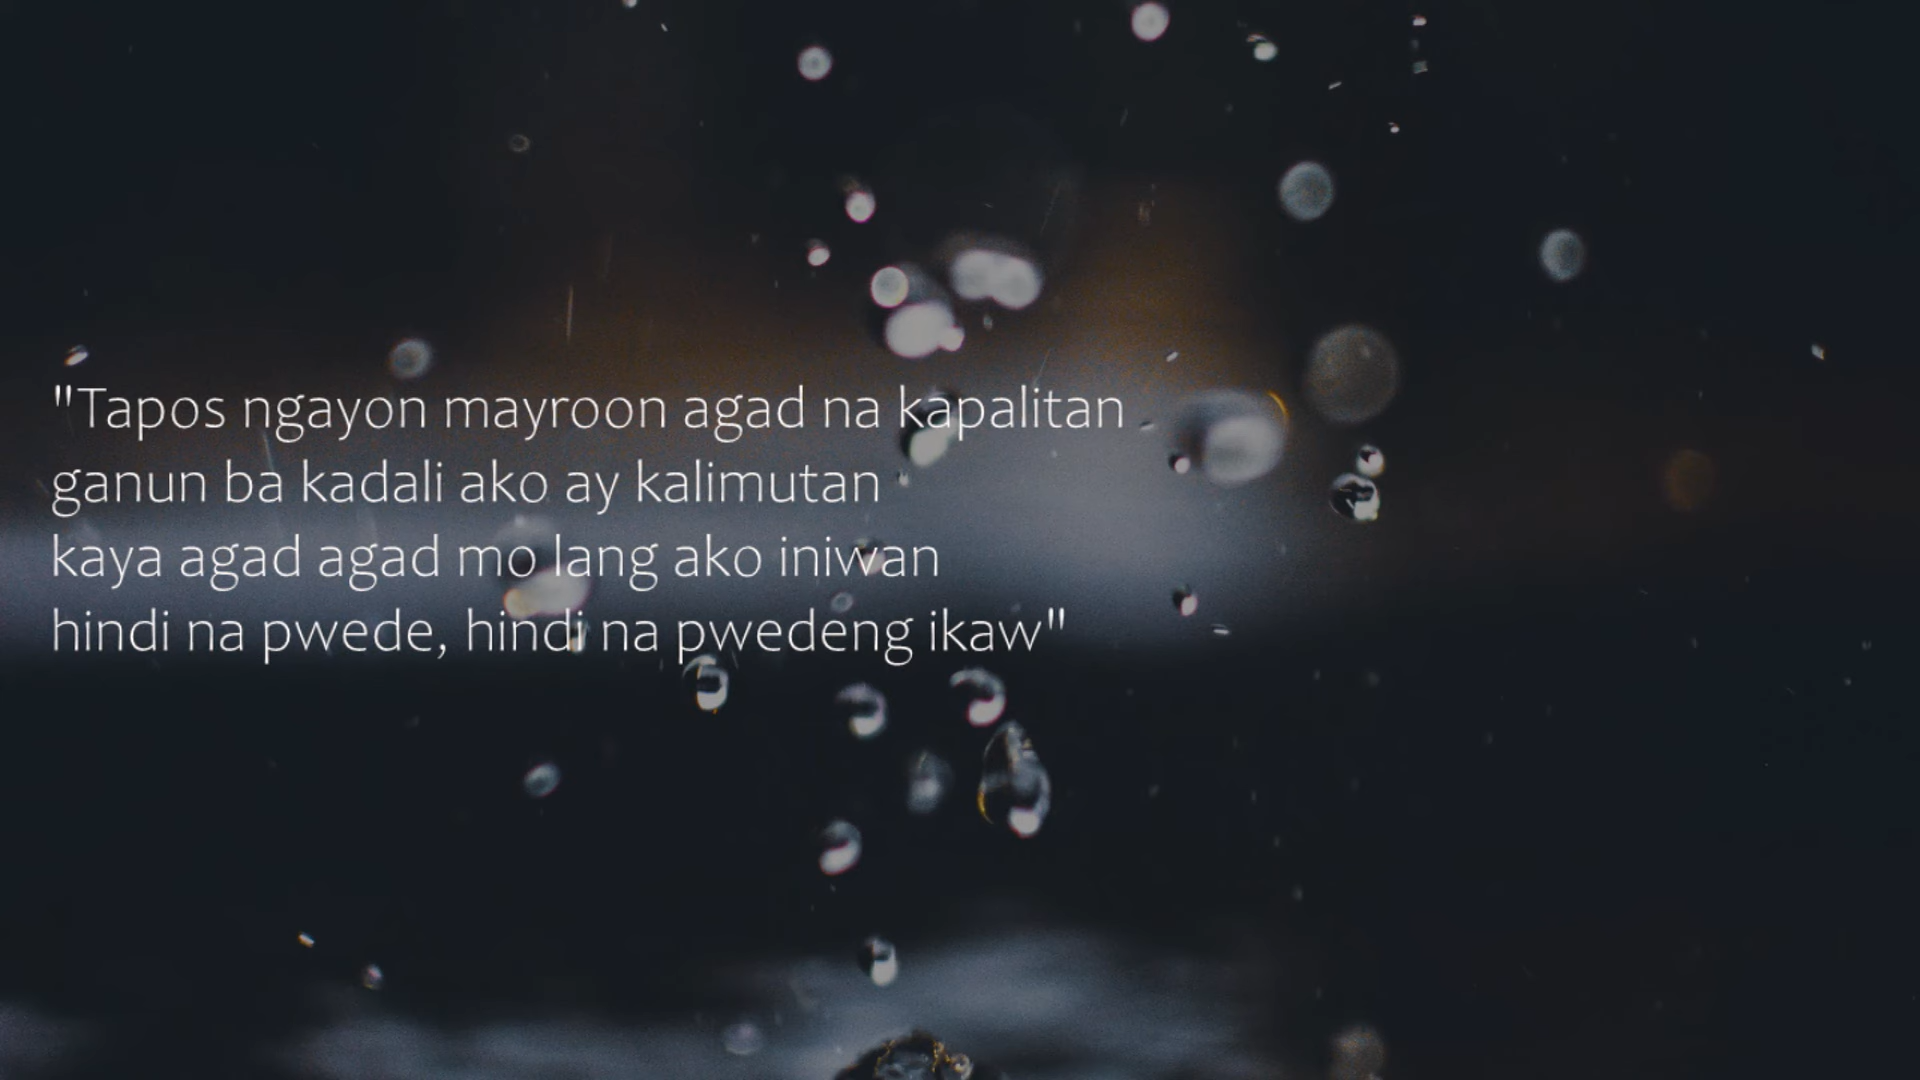 "Tapos ngayon mayroon agad na kapalitan
ganun ba kadali ako ay kalimutan
kaya agad agad mo lang ako iniwan
hindi na pwede, hindi na pwedeng ikaw"